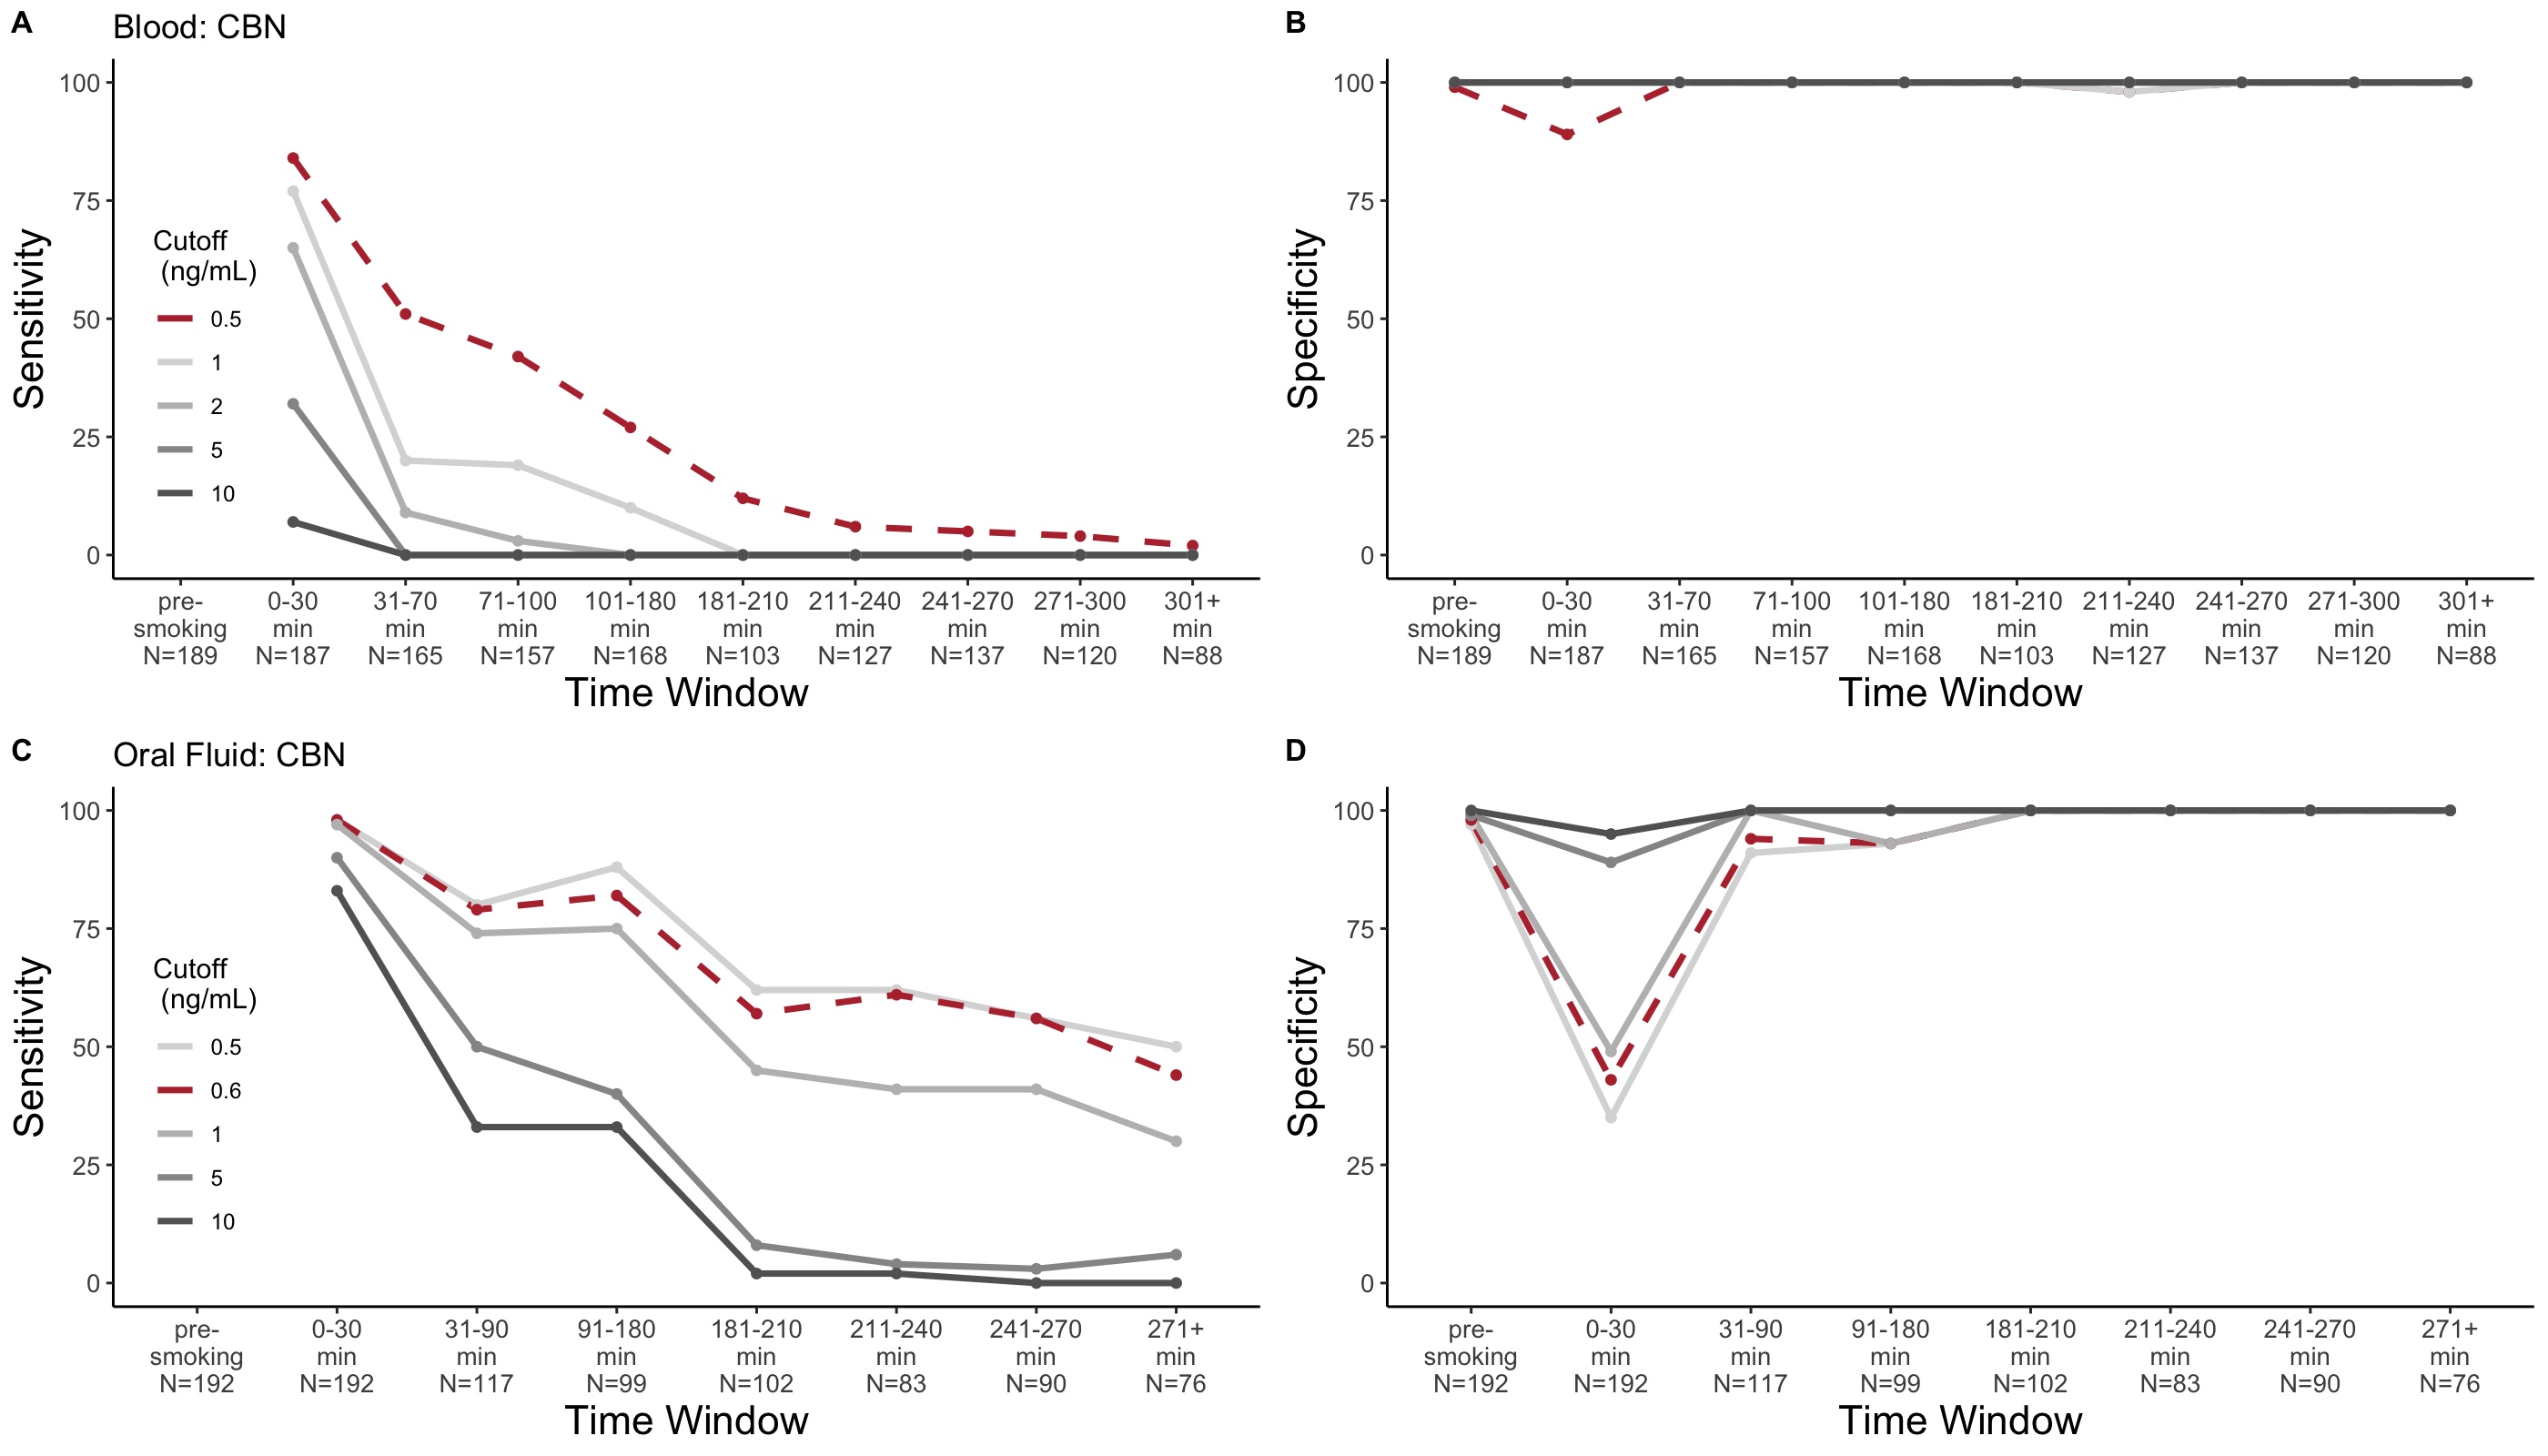 A
Blood: CBN
Sensitivity
100
75
50
25
0
Cutoff
(ng/mL)
0.5
1
2
5
10
pre-
smoking
N=189
0-30
min
N=187
31-70
min
N=165
71-100
min
N=157
101-180
min
N=168
181-210
min
N=103
211-240
min
N=127
241-270
min
N=137
271-300
min
N=120
301+
min
N=88
Time Window
B
Specificity
100
75
50
25
0
pre-
smoking
N=189
0-30
min
N=187
31-70
min
N=165
71-100
min
N=157
101-180
min
N=168
181-210
min
N=103
211-240
min
N=127
241-270
min
N=137
271-300
min
N=120
301+
min
N=88
Time Window
C
Oral Fluid: CBN
Sensitivity
100
75
50
25
0
Cutoff
(ng/mL)
0.5
0.6
1
5
10
pre-
smoking
N=192
0-30
min
N=192
31-90
min
N=117
91-180
min
N=99
181-210
min
N=102
211-240
min
N=83
241-270
min
N=90
271+
min
N=76
Time Window
D
Specificity
100
75
50
25
0
pre-
smoking
N=192
0-30
min
N=192
31-90
min
N=117
91-180
min
N=99
181-210
min
N=102
211-240
min
N=83
241-270
min
N=90
271+
min
N=76
Time Window